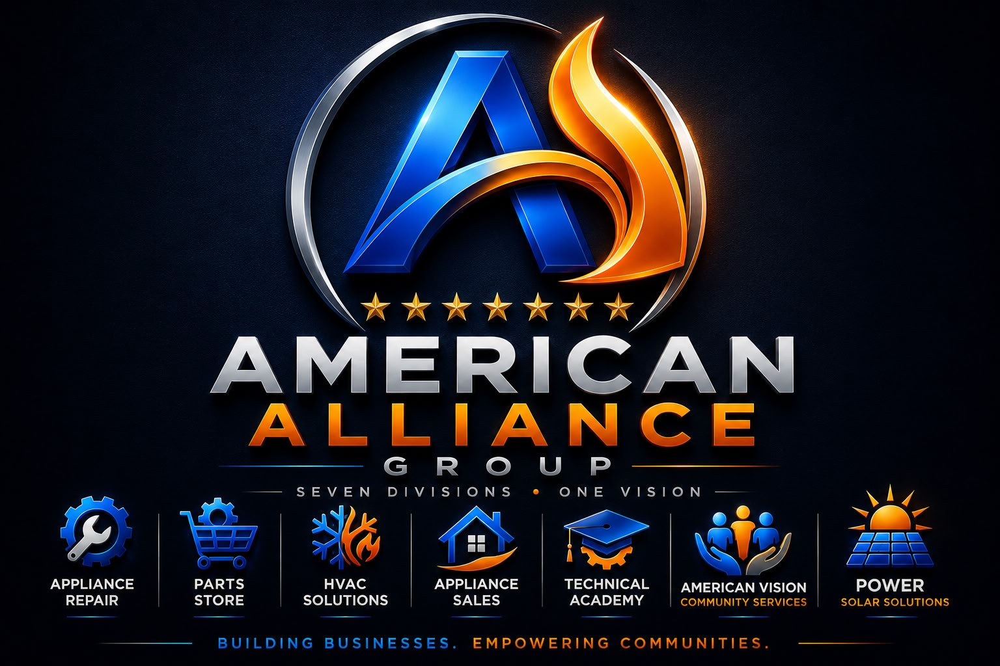 AMERICAN
ALLIANCE
GROUP
SEVEN DIVISIONS • ONE VISION
APPLIANCE
REPAIR
PARTS
STORE
HVAC
SOLUTIONS
APPLIANCE
SALES
TECHNICAL
ACADEMY
AMERICAN VISION
COMMUNITY SERVICES
POWER
SOLAR SOLUTIONS
BUILDING BUSINESSES. EMPOWERING COMMUNITIES.